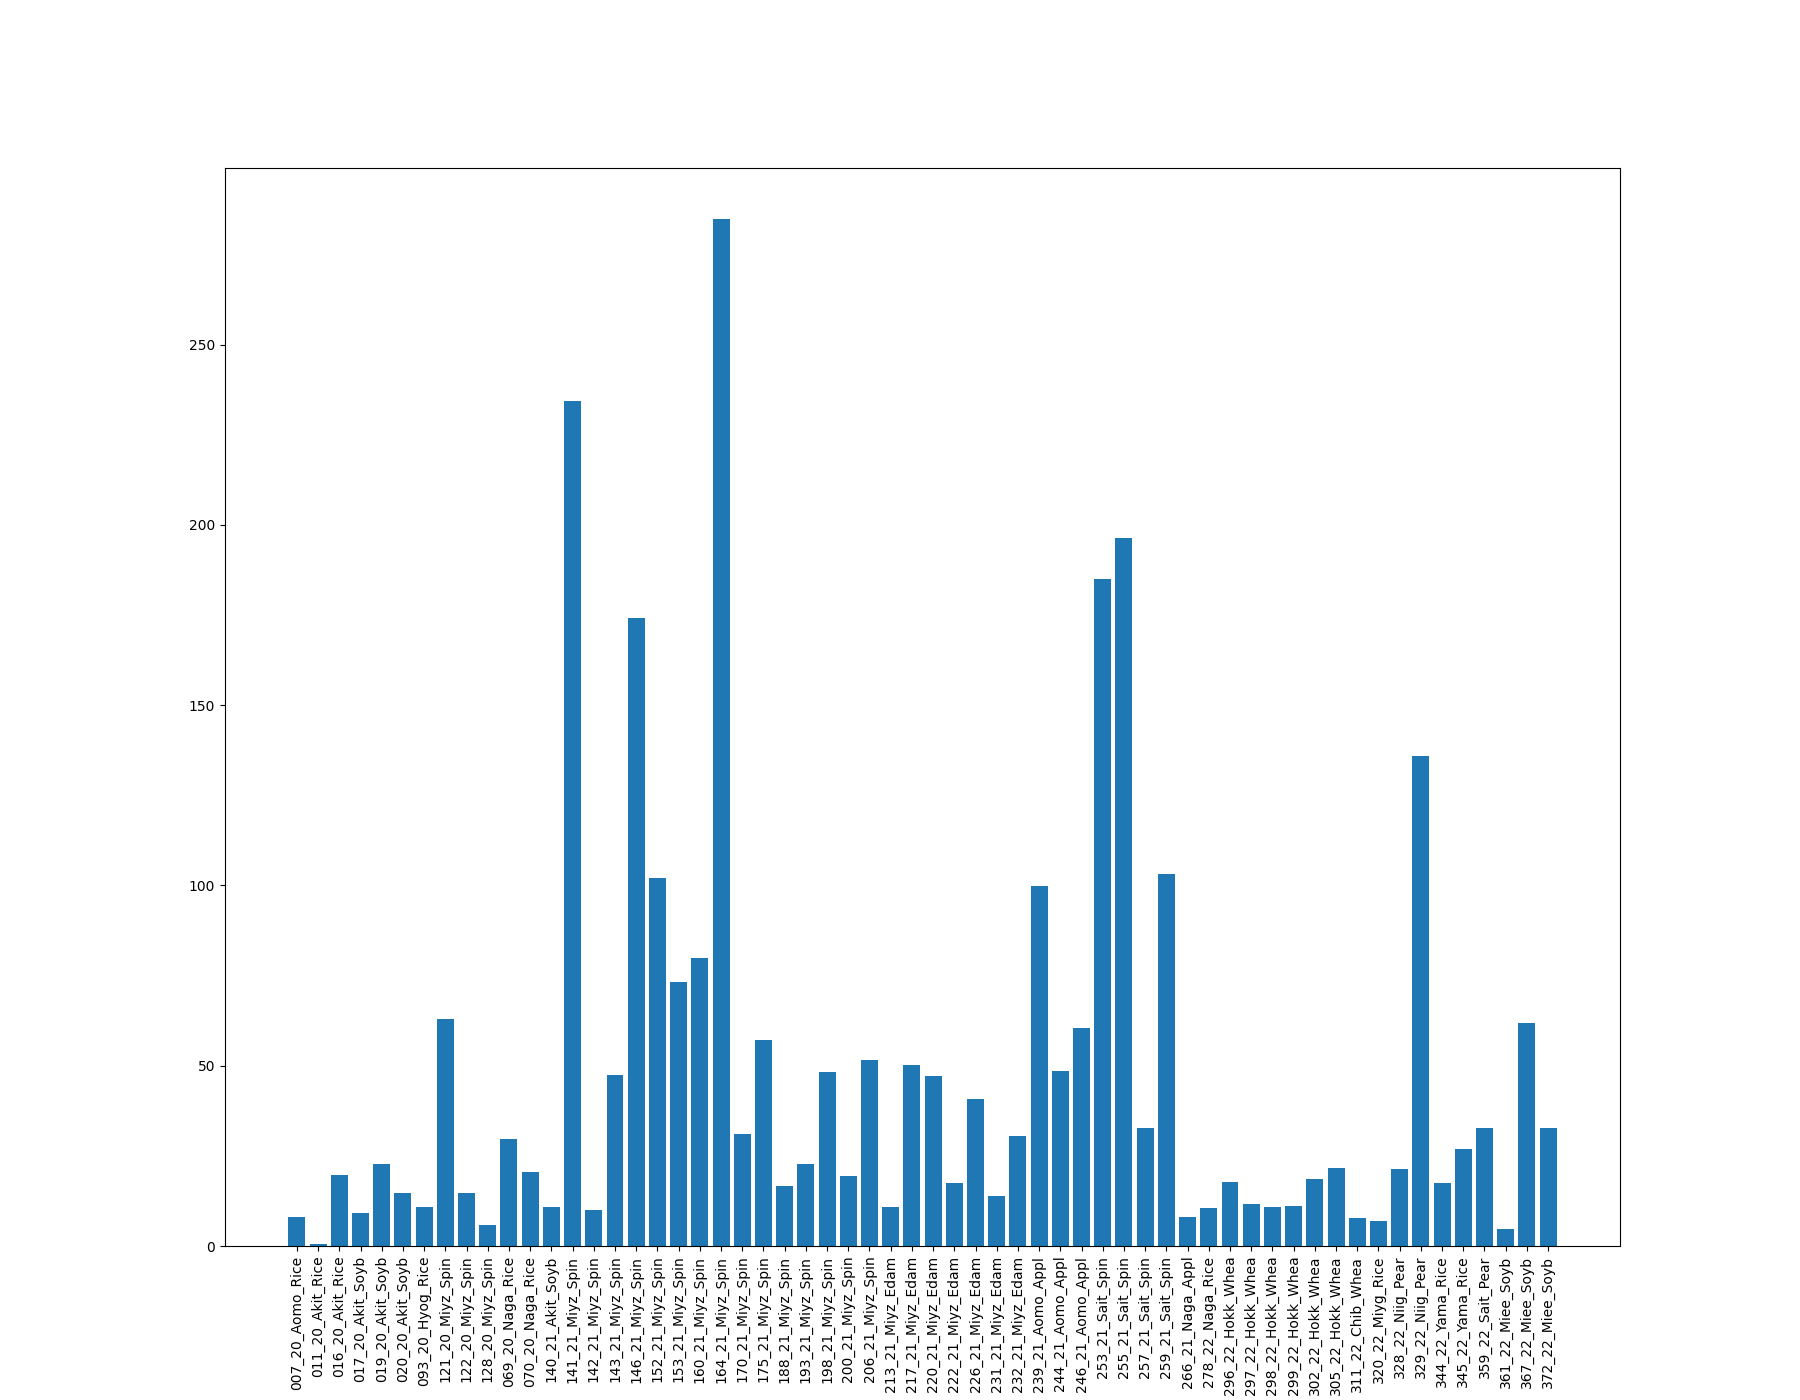 250
200
150
100
50
0
007_20_Aomo_Rice
011_20_Akit_Rice
016_20_Akit_Rice
017_20_Akit_Soyb
019_20_Akit_Soyb
020_20_Akit_Soyb
093_20_Hyog_Rice
121_20_Miyz_Spin
122_20_Miyz_Spin
128_20_Miyz_Spin
069_20_Naga_Rice
070_20_Naga_Rice
140_21_Akit_Soyb
141_21_Miyz_Spin
142_21_Miyz_Spin
143_21_Miyz_Spin
146_21_Miyz_Spin
152_21_Miyz_Spin
153_21_Miyz_Spin
160_21_Miyz_Spin
164_21_Miyz_Spin
170_21_Miyz_Spin
175_21_Miyz_Spin
188_21_Miyz_Spin
193_21_Miyz_Spin
198_21_Miyz_Spin
200_21_Miyz_Spin
206_21_Miyz_Spin
213_21_Miyz_Edam
217_21_Miyz_Edam
220_21_Miyz_Edam
222_21_Miyz_Edam
226_21_Miyz_Edam
231_21_Miyz_Edam
232_21_Miyz_Edam
239_21_Aomo_Appl
244_21_Aomo_Appl
246_21_Aomo_Appl
253_21_Sait_Spin
255_21_Sait_Spin
257_21_Sait_Spin
259_21_Sait_Spin
266_21_Naga_Appl
278_22_Naga_Rice
296_22_Hokk_Whea
297_22_Hokk_Whea
298_22_Hokk_Whea
299_22_Hokk_Whea
302_22_Hokk_Whea
305_22_Hokk_Whea
311_22_Chib_Whea
320_22_Miyg_Rice
328_22_Niig_Pear
329_22_Niig_Pear
344_22_Yama_Rice
345_22_Yama_Rice
359_22_Sait_Pear
361_22_Miee_Soyb
367_22_Miee_Soyb
372_22_Miee_Soyb